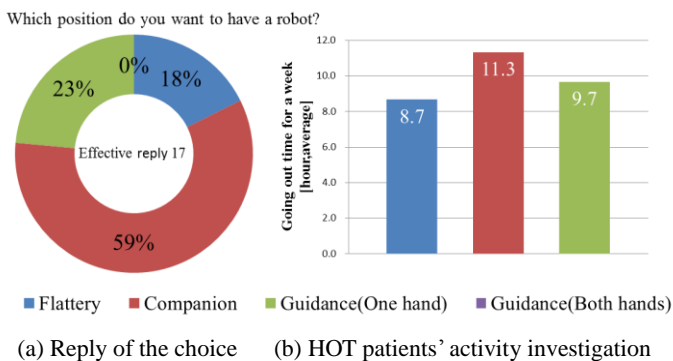 Which position do you want to have a robot?
0%
18%
23%
Effective reply 17
59%
Going out time for a week
[hour,average]
12.0
10.0
8.0
6.0
4.0
2.0
0.0
8.7
11.3
9.7
Flattery Companion Guidance(One hand) Guidance(Both hands)
(a) Reply of the choice (b) HOT patients’ activity investigation